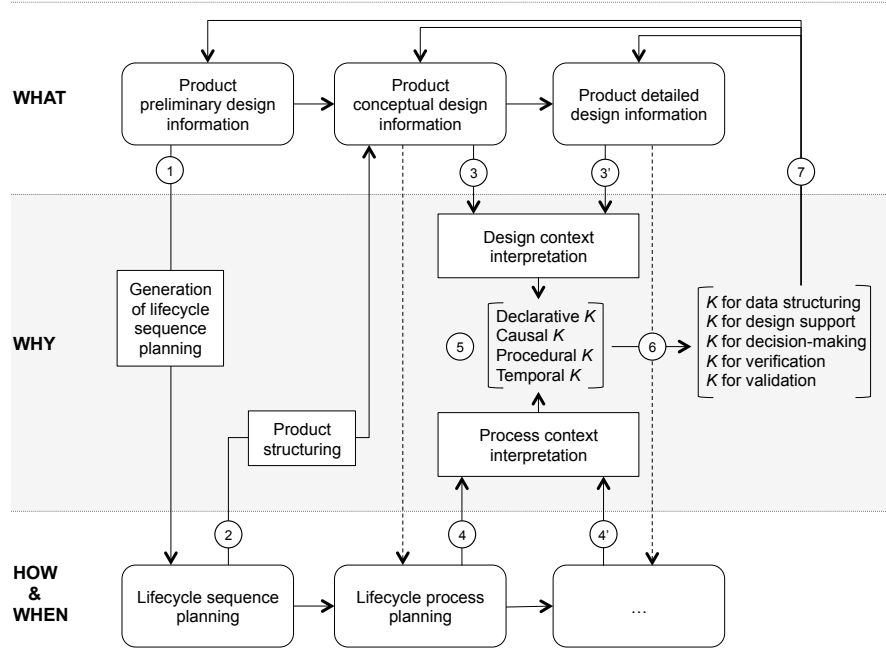 WHAT
Product
preliminary design
information
Product
conceptual design
information
Product detailed
design information
1
3
3'
7
WHY
Generation
of lifecycle
sequence
planning
Design context
interpretation
5
Declarative K
Causal K
Procedural K
Temporal K
6
K for data structuring
K for design support
K for decision-making
K for verification
K for validation
Product
structuring
Process context
interpretation
2
4
4'
HOW
&
WHEN
Lifecycle sequence
planning
Lifecycle process
planning
…